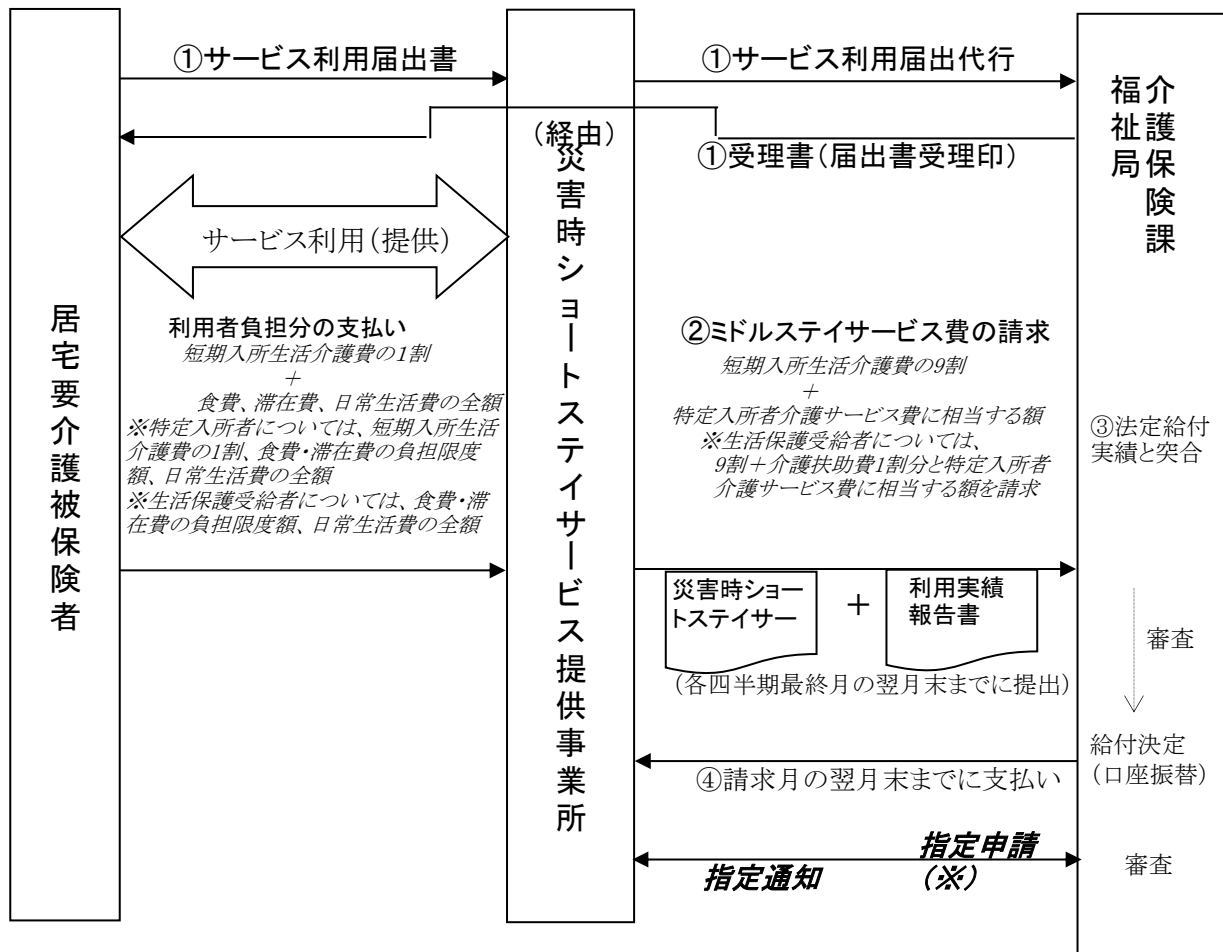 ①サービス利用届出書
①サービス利用届出代行
(経由)
①受理書(届出書受理印)
福祉局
介護保険課
居宅要介護被保険者
災害時ショートステイサービス提供事業所
サービス利用(提供)
利用者負担分の支払い
短期入所生活介護費の1割
+
食費、滞在費、日常生活費の全額
※特定入所者については、短期入所生活
介護費の1割、食費・滞在費の負担限度
額、日常生活費の全額
※生活保護受給者については、食費・滞
在費の負担限度額、日常生活費の全額
②ミドルステイサービス費の請求
短期入所生活介護費の9割
+
特定入所者介護サービス費に相当する額
※生活保護受給者については、
9割+介護扶助費1割分と特定入所者
介護サービス費に相当する額を請求
③法定給付
実績と突合
災害時ショー
トステイサー
+
利用実績
報告書
(各四半期最終月の翌月末までに提出)
審査
給付決定
(口座振替)
④請求月の翌月末までに支払い
指定申請
(※)
指定通知
審査